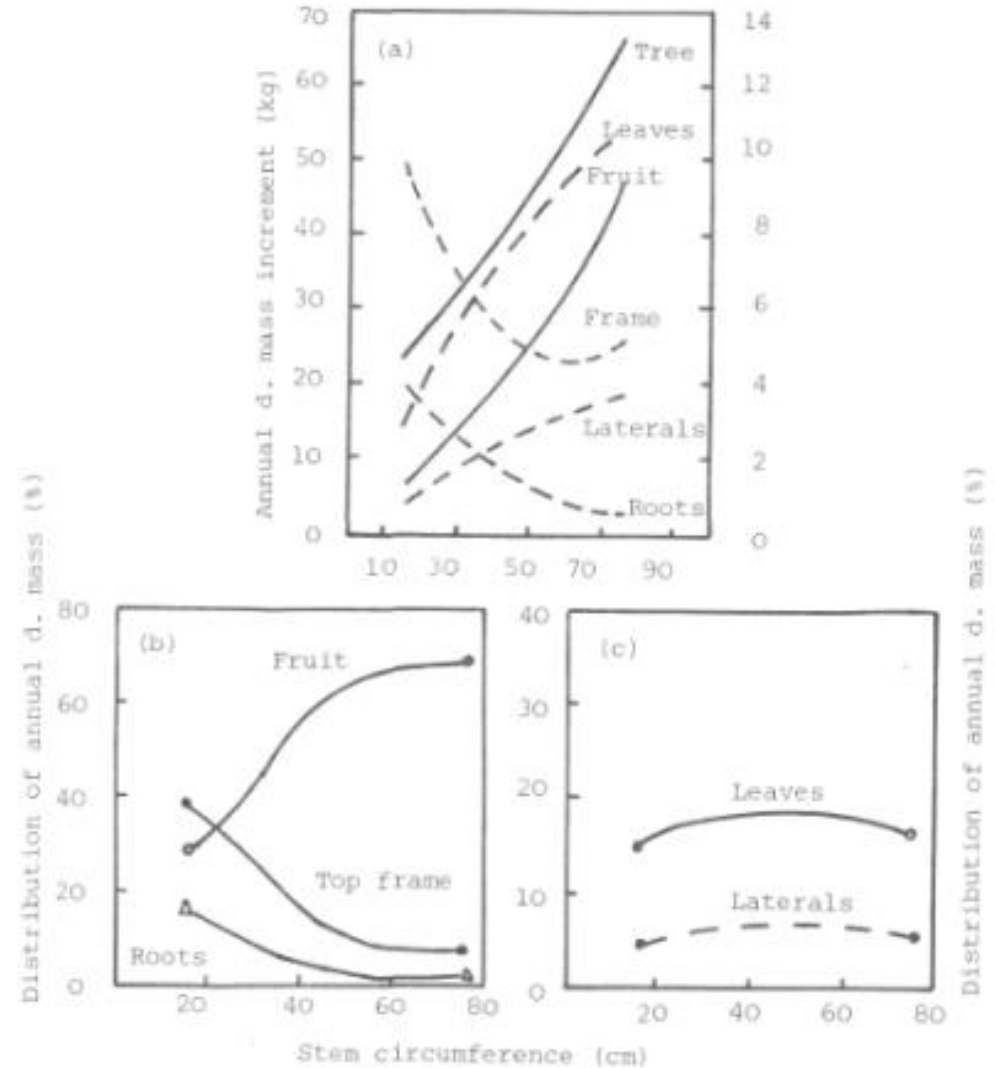 70
14
(a)
Tree
60
12
Leaves
50
10
Fruit
40
8
30
6
Frame
20
4
Laterals
10
2
Roots
0
0
10 30 50 70 90
Annual d. mass increment (kg)
80
(b)
Fruit
60
40
Top frame
20
Roots
0
20 40 60 80
Distribution of annual d. mass (%)
40
(c)
30
Leaves
20
10
Laterals
0
20 40 60 80
Distribution of annual d. mass (%)
Stem circumference (cm)